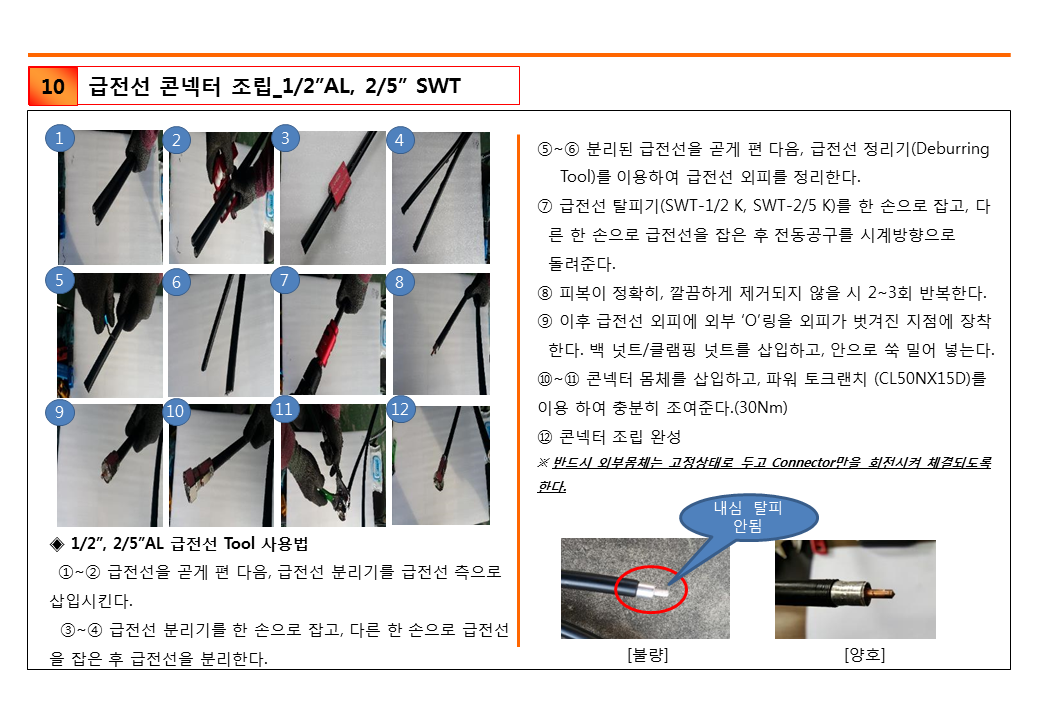 10 급전선 콘넥터 조립_1/2”AL, 2/5” SWT
1
2
3
4
5
6
7
8
9
10
11
12
◈ 1/2”, 2/5”AL 급전선 Tool 사용법
①~② 급전선을 곧게 편 다음, 급전선 분리기를 급전선 측으로
삽입시킨다.
③~④ 급전선 분리기를 한 손으로 잡고, 다른 한 손으로 급전선
을 잡은 후 급전선을 분리한다.
⑤~⑥ 분리된 급전선을 곧게 편 다음, 급전선 정리기(Deburring
Tool)를 이용하여 급전선 외피를 정리한다.
⑦ 급전선 탈피기(SWT-1/2 K, SWT-2/5 K)를 한 손으로 잡고, 다
른 한 손으로 급전선을 잡은 후 전동공구를 시계방향으로
돌려준다.
⑧ 피복이 정확히, 깔끔하게 제거되지 않을 시 2~3회 반복한다.
⑨ 이후 급전선 외피에 외부 ‘O’링을 외피가 벗겨진 지점에 장착
한다. 백 넛트/클램핑 넛트를 삽입하고, 안으로 쑥 밀어 넣는다.
⑩~⑪ 콘넥터 몸체를 삽입하고, 파워 토크랜치 (CL50NX15D)를
이용 하여 충분히 조여준다.(30Nm)
⑫ 콘넥터 조립 완성
※ 반드시 외부몸체는 고정상태로 두고 Connector만을 회전시켜 체결되도록
한다.
내심 탈피
안됨
[불량]
[양호]